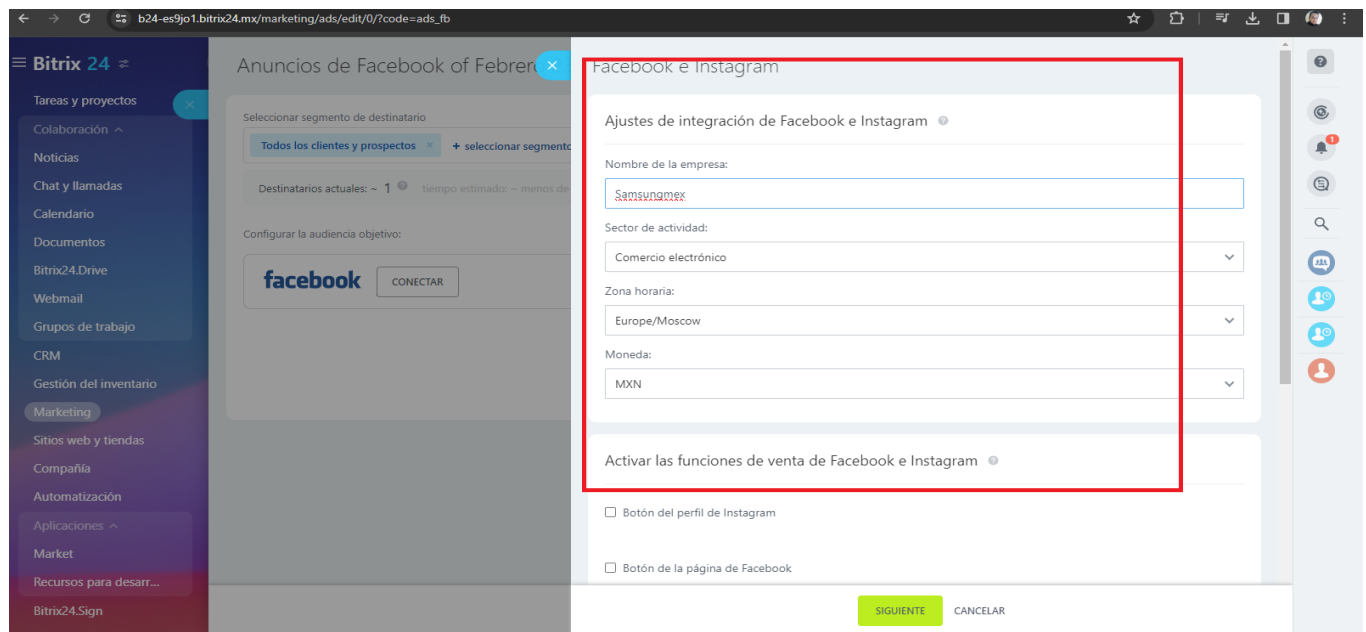 b24-es9jo1.bitrix24.mx/marketing/ads/edit/0/?code=ads_fb
Bitrix 24
Tareas y proyectos
Colaboración
Noticias
Chat y llamadas
Calendario
Documentos
Bitrix24.Drive
Webmail
Grupos de trabajo
CRM
Gestión del inventario
Marketing
Sitios web y tiendas
Compañía
Automatización
Aplicaciones
Market
Recursos para desarr...
Bitrix24.Sign
Anuncios de Facebook of Febrer
Seleccionar segmento de destinatario
Todos los clientes y prospectos × + seleccionar segmento
Destinatarios actuales: ~ 1 tiempo estimado: ~ menos de
Configurar la audiencia objetivo:
facebook CONECTAR
Facebook e Instagram
Ajustes de integración de Facebook e Instagram
Nombre de la empresa:
Samsungmex
Sector de actividad:
Comercio electrónico
Zona horaria:
Europe/Moscow
Moneda:
MXN
Activar las funciones de venta de Facebook e Instagram
Botón del perfil de Instagram
Botón de la página de Facebook
SIGUIENTE CANCELAR
1